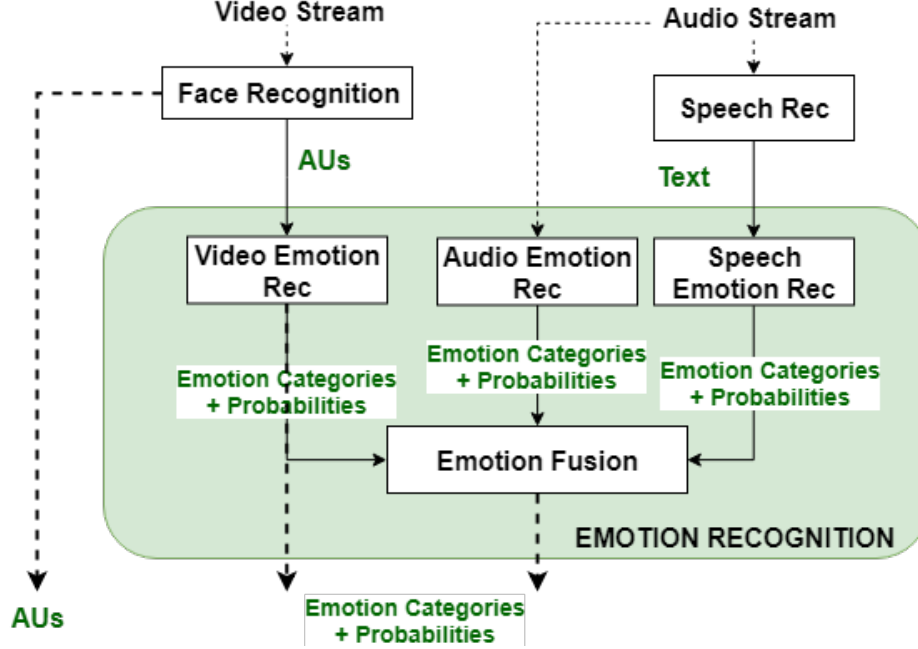 Video Stream
Audio Stream
Face Recognition
Speech Rec
AUs
Text
Video Emotion
Rec
Audio Emotion
Rec
Speech
Emotion Rec
Emotion Categories
+ Probabilities
Emotion Categories
+ Probabilities
Emotion Categories
+ Probabilities
Emotion Fusion
EMOTION RECOGNITION
AUs
Emotion Categories
+ Probabilities